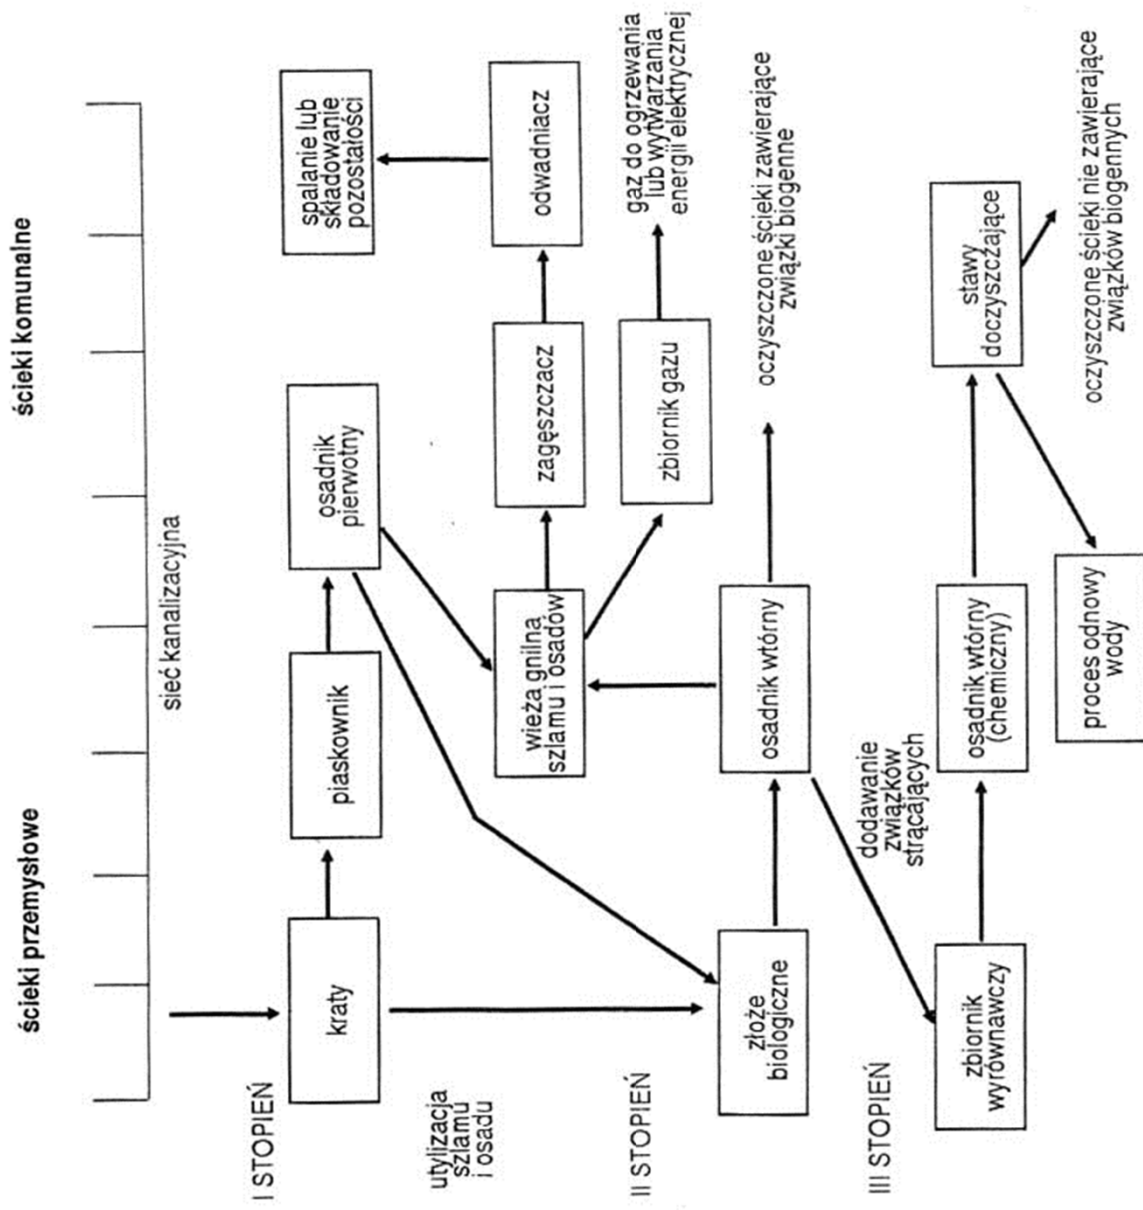 ścieki przemysłowe
ścieki komunalne
sieć kanalizacyjna
I STOPIEŃ
kraty
piaskownik
osadnik
pierwotny
spalanie lub
składowanie
pozostałości
utylizacja
szlamu
i osadu
wieża gnilna
szlamu i osadów
zagęszczacz
odwadniacz
zbiornik gazu
gaz do ogrzewania
lub wytwarzania
energii elektrycznej
II STOPIEŃ
złoże
biologiczne
osadnik wtórny
oczyszczone ścieki zawierające
związki biogenne
III STOPIEŃ
dodawanie
związków
strącających
zbiornik
wyrównawczy
osadnik wtórny
(chemiczny)
stawy
doczyszczające
proces odnowy
wody
oczyszczone ścieki nie zawierające
związków biogennych